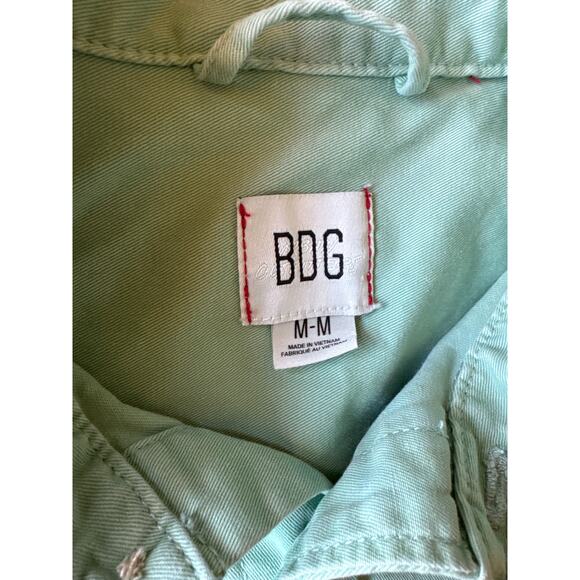 BDG
M-M
MADE IN VIETNAM
FABRIQUÉ AU VIETNAM